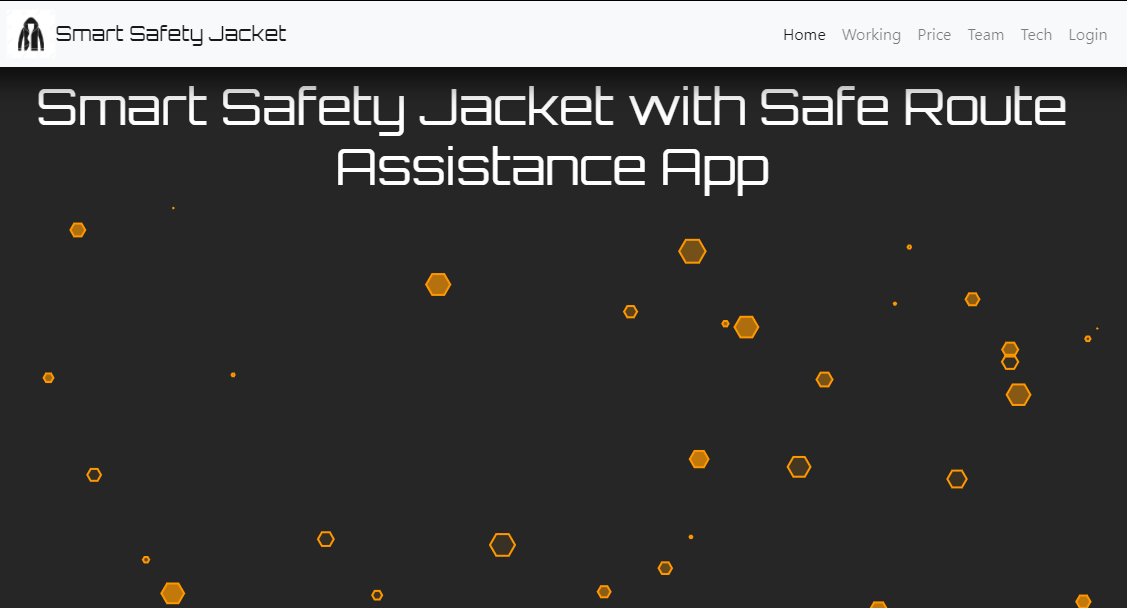 Smart Safety Jacket
Home Working Price Team Tech Login
Smart Safety Jacket with Safe Route
Assistance App